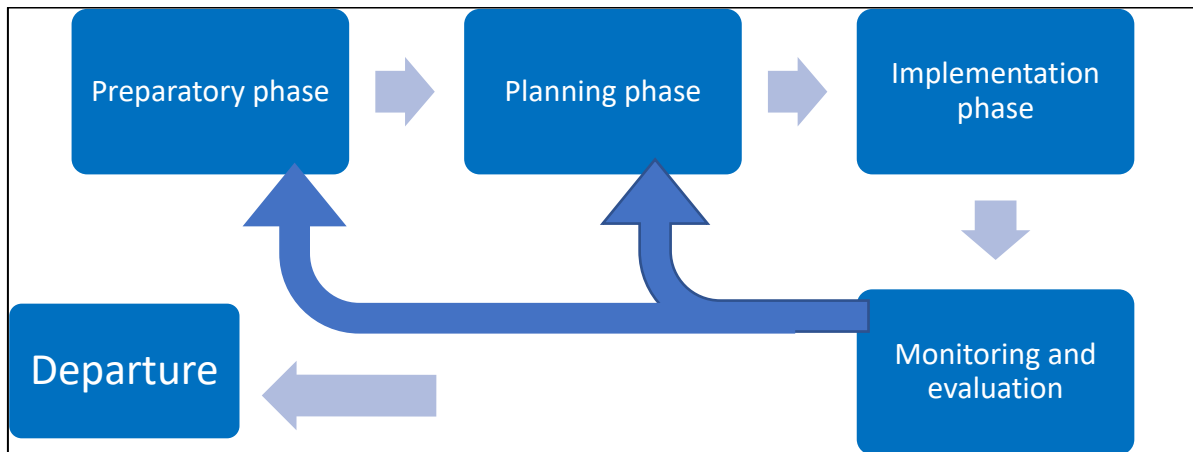 Preparatory phase
Planning phase
Implementation
phase
Departure
Monitoring and
evaluation